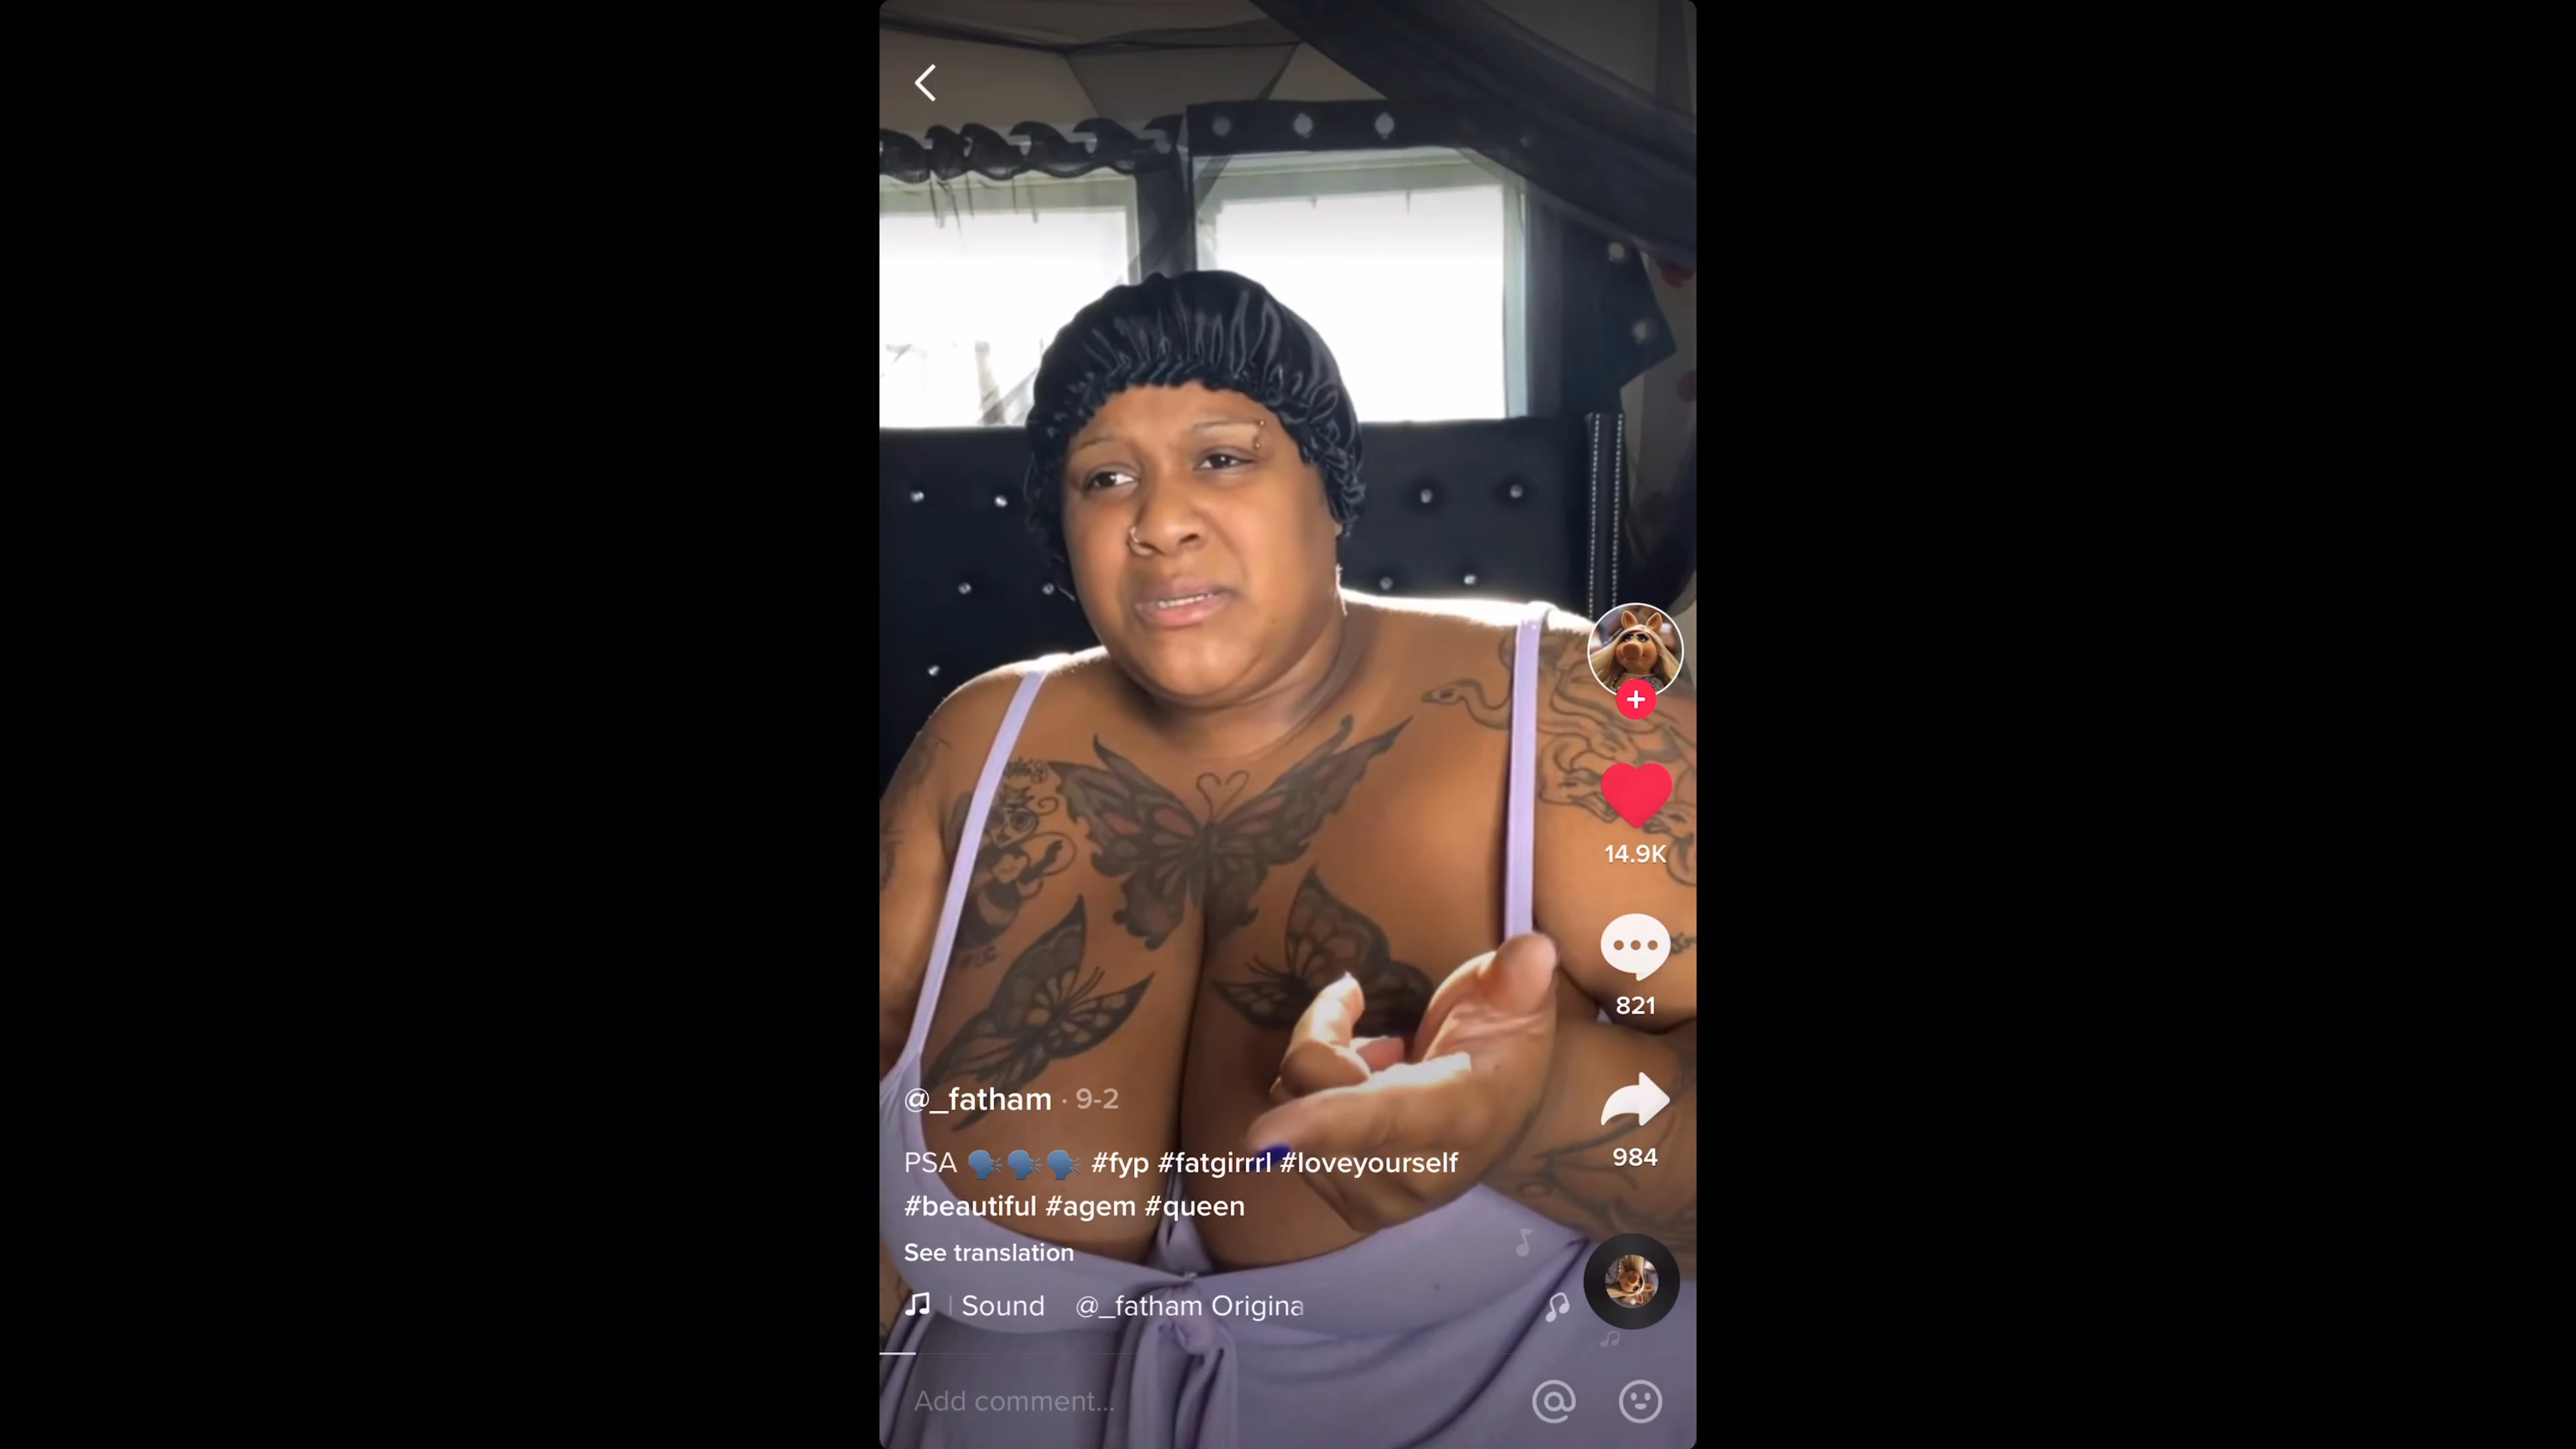 14.9K
821
984
@_fatham · 9-2
PSA 🗣️🗣️🗣️ #fyp #fatgirrrl #loveyourself
#beautiful #agem #queen
See translation
Sound @_fatham Origina
Add comment...